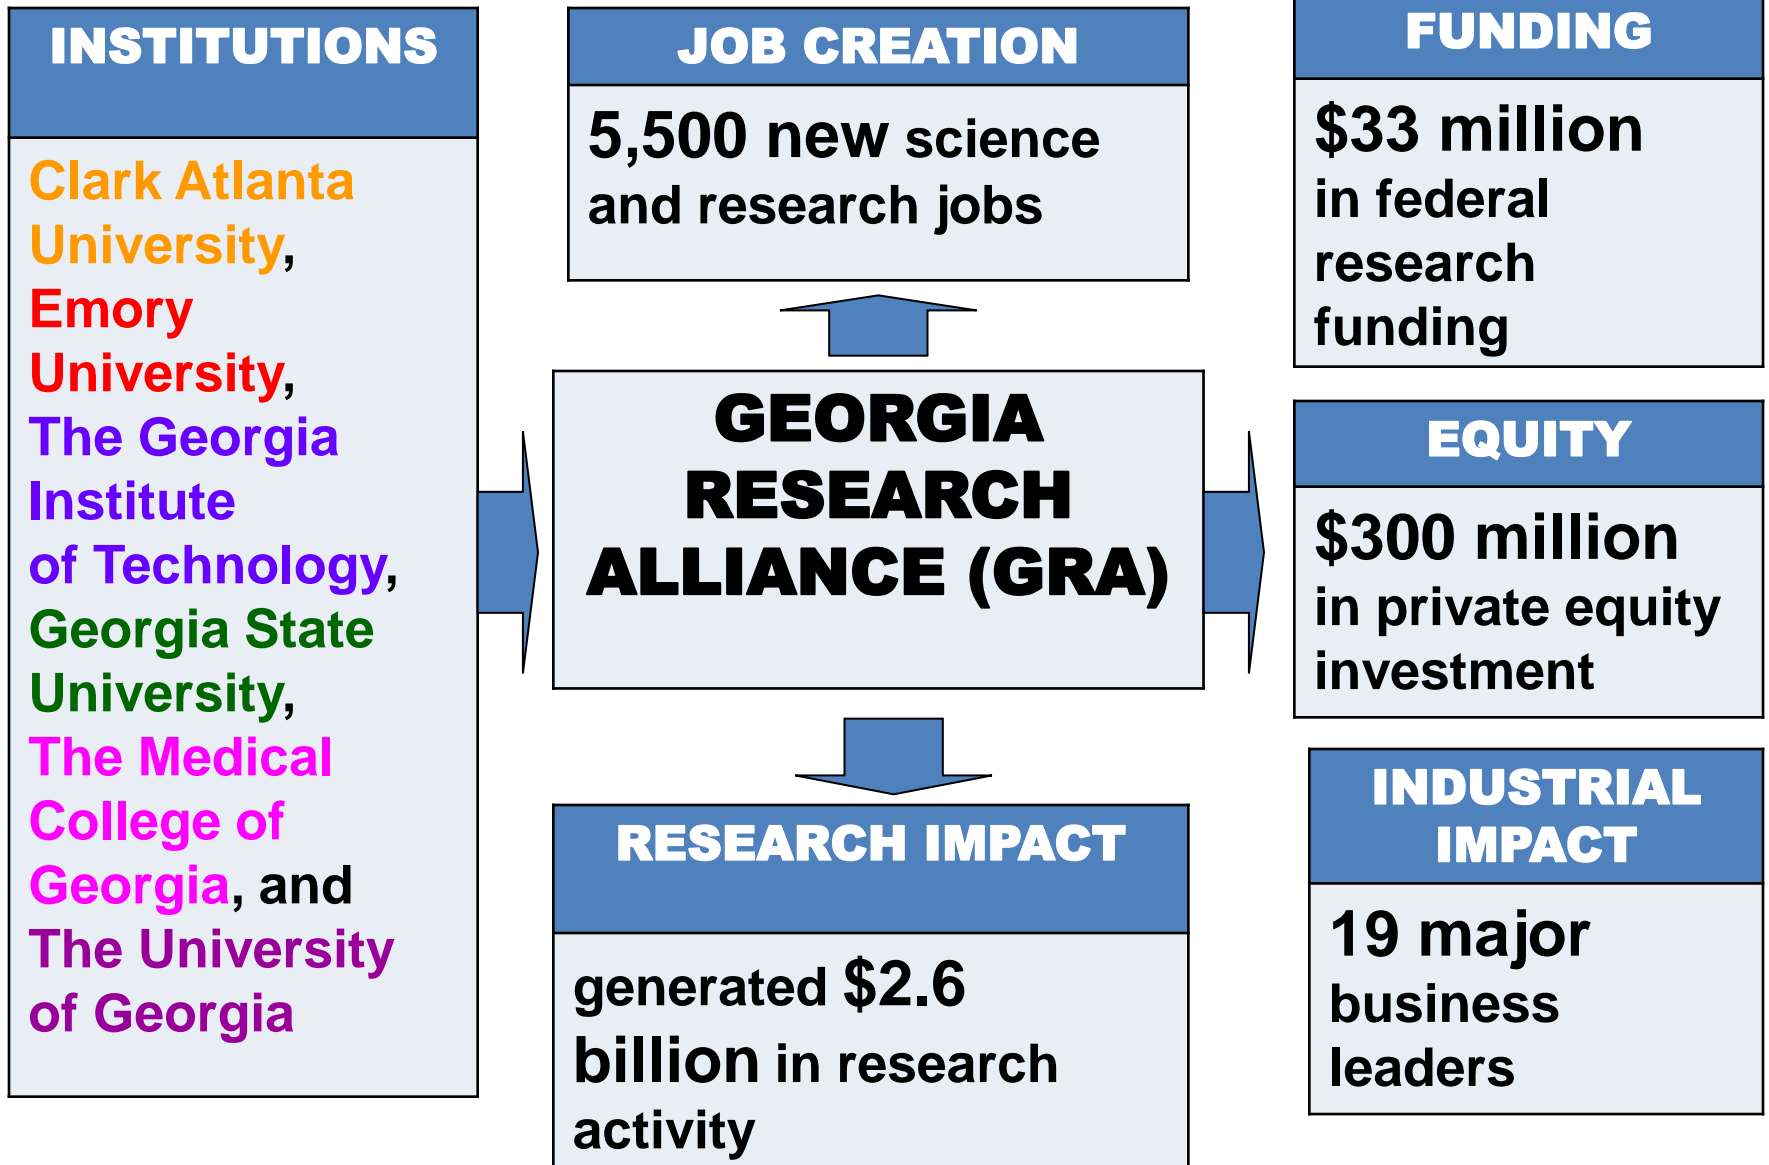 INSTITUTIONS
Clark Atlanta
University,
Emory
University,
The Georgia
Institute
of Technology,
Georgia State
University,
The Medical
College of
Georgia, and
The University
of Georgia
JOB CREATION
5,500 new science
and research jobs
GEORGIA
RESEARCH
ALLIANCE (GRA)
RESEARCH IMPACT
generated $2.6
billion in research
activity
FUNDING
$33 million
in federal
research
funding
EQUITY
$300 million
in private equity
investment
INDUSTRIAL
IMPACT
19 major
business
leaders